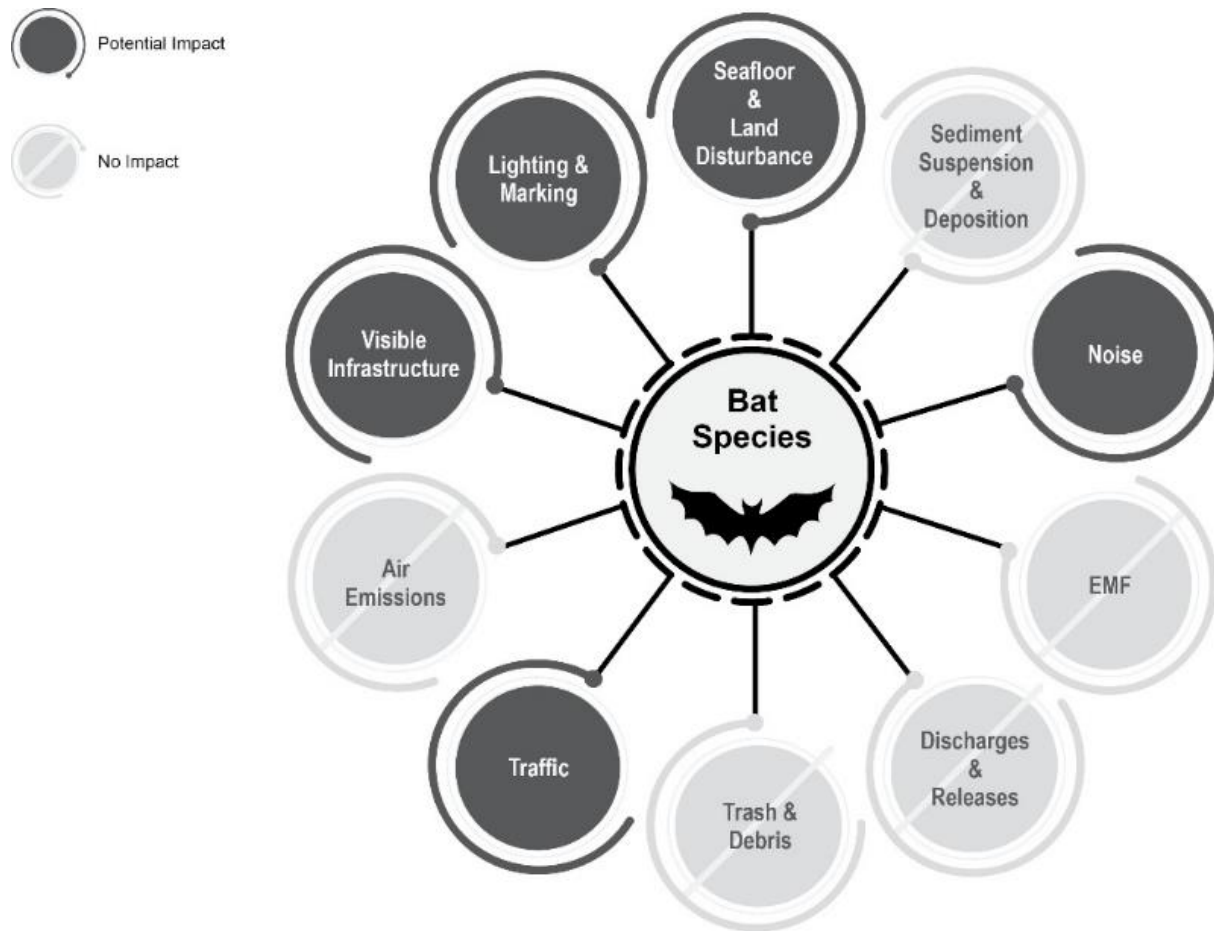 Potential Impact
No Impact
Seafloor
&
Land
Disturbance
Sediment
Suspension
&
Deposition
Noise
EMF
Discharges
&
Releases
Trash &
Debris
Traffic
Air
Emissions
Visible
Infrastructure
Lighting &
Marking
Bat
Species